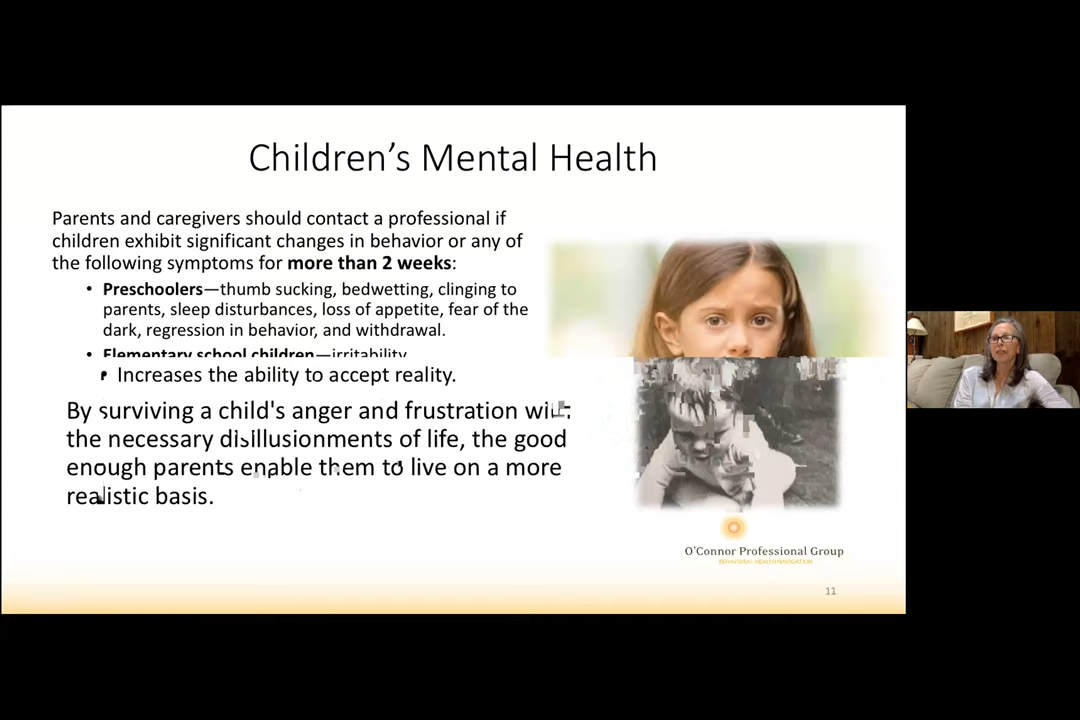 Children's Mental Health
Parents and caregivers should contact a professional if
children exhibit significant changes in behavior or any of
the following symptoms for more than 2 weeks:
• Preschoolers—thumb sucking, bedwetting, clinging to
parents, sleep disturbances, loss of appetite, fear of the
dark, regression in behavior, and withdrawal.
• Elementary school children—irritability
Increases the ability to accept reality.
By surviving a child's anger and frustration with
the necessary disillusionments of life, the good
enough parents enable them to live on a more
realistic basis.
O'Connor Professional Group
BEHAVIORAL HEALTH NAVIGATION
11